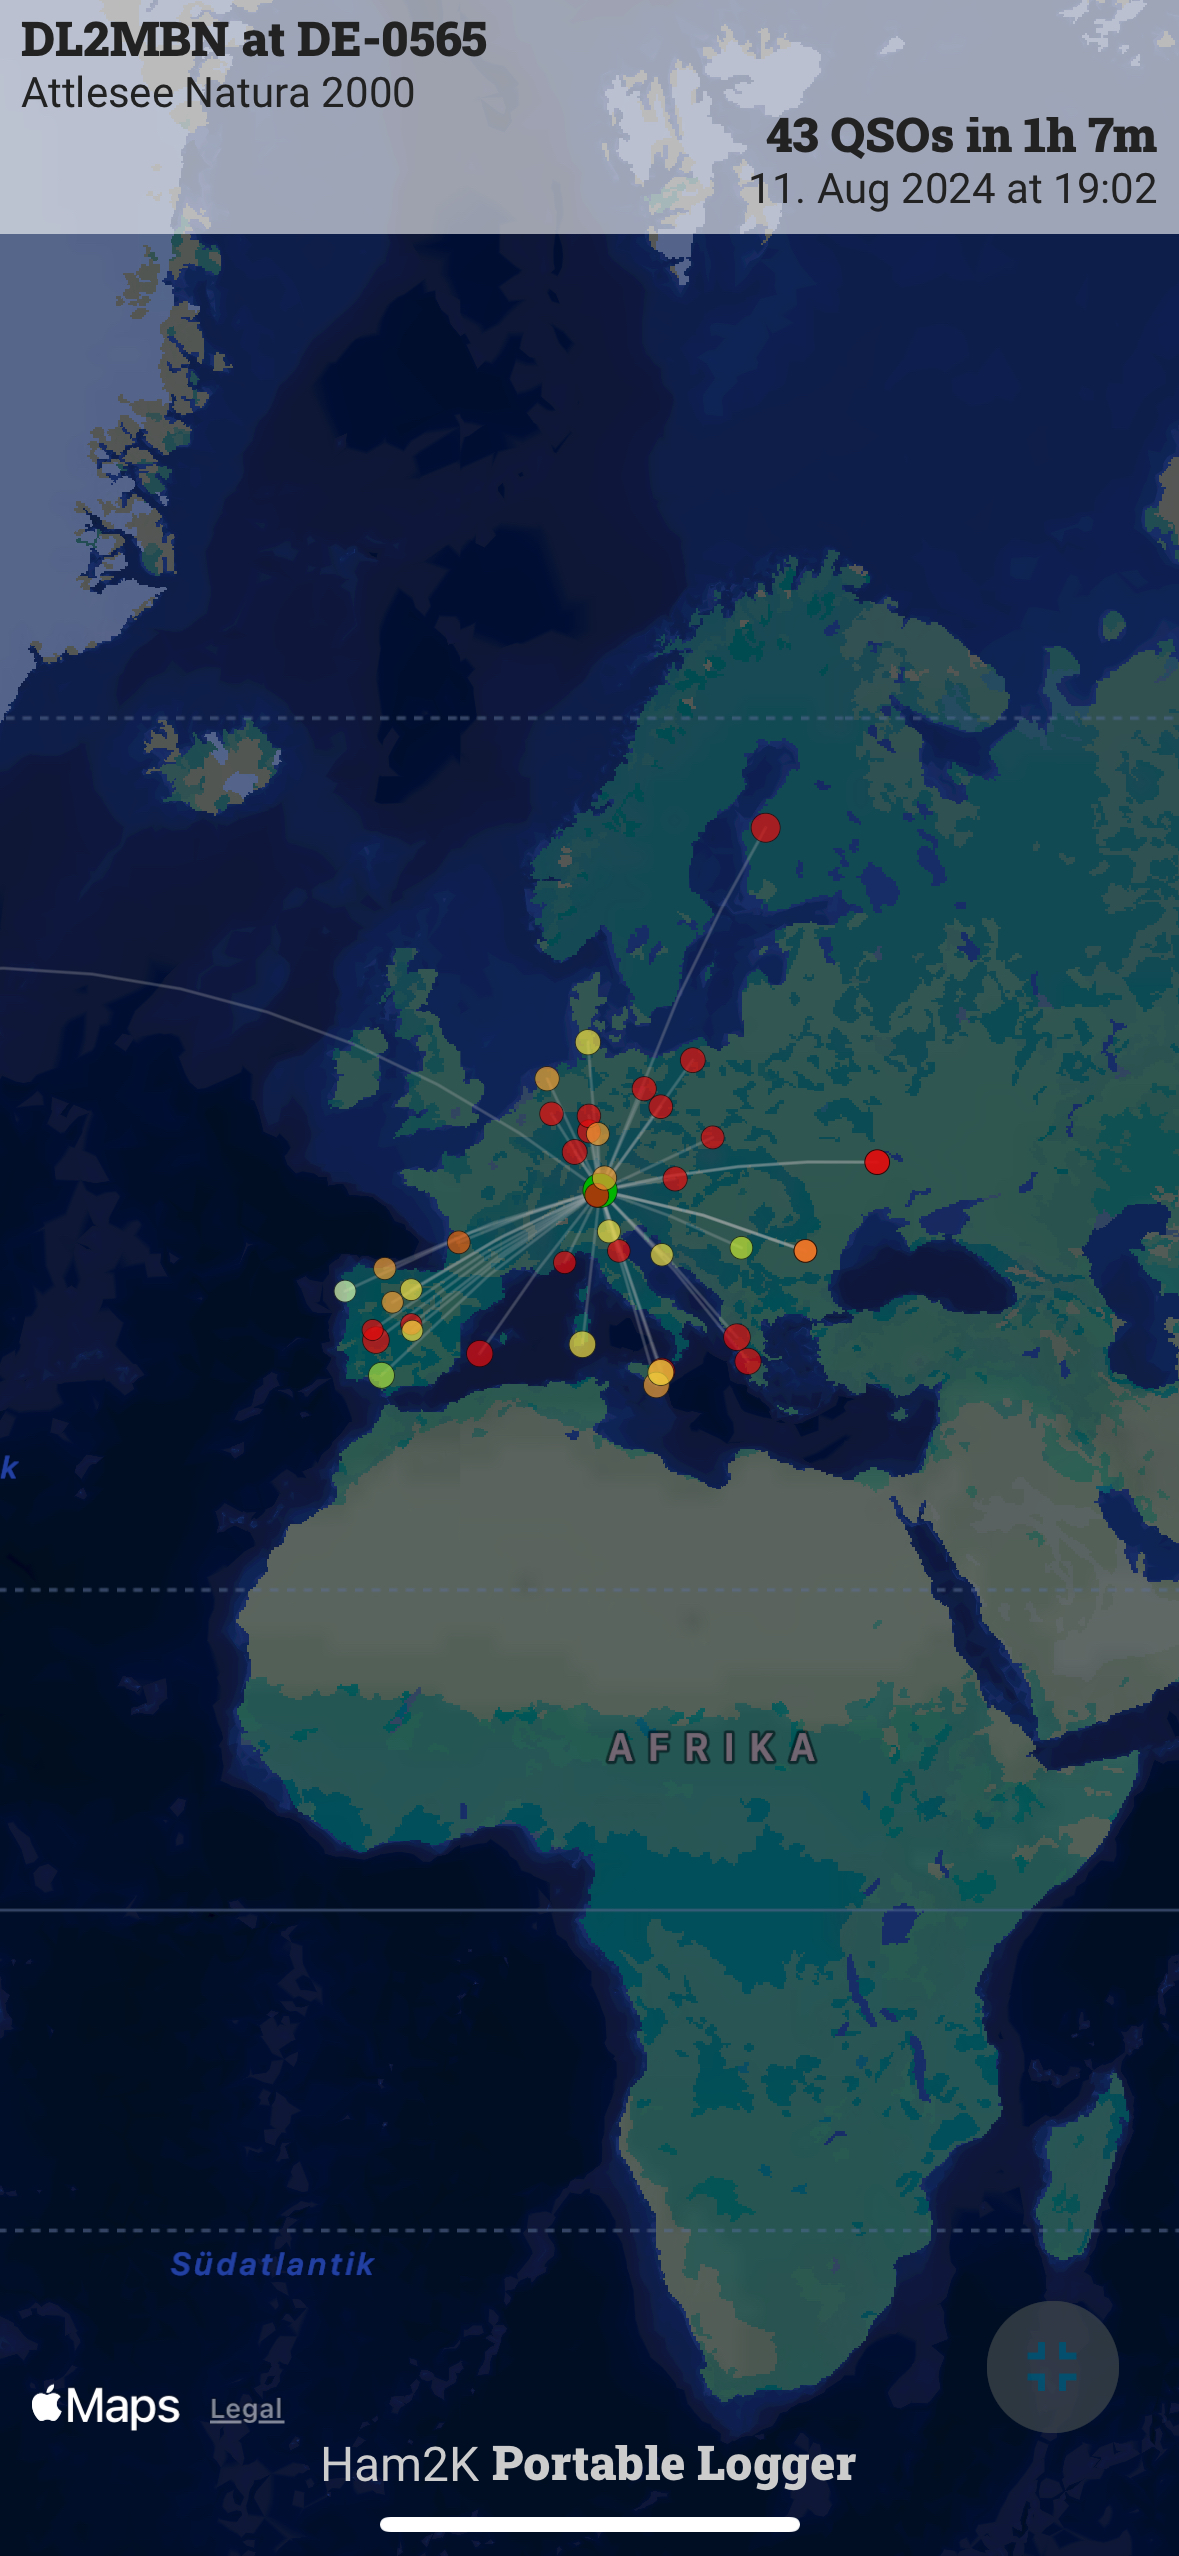 DL2MBN at DE-0565
Attlesee Natura 2000
43 QSOs in 1h 7m
11. Aug 2024 at 19:02
k
AFRIKA
Südatlantik
Maps Legal
Ham2K Portable Logger